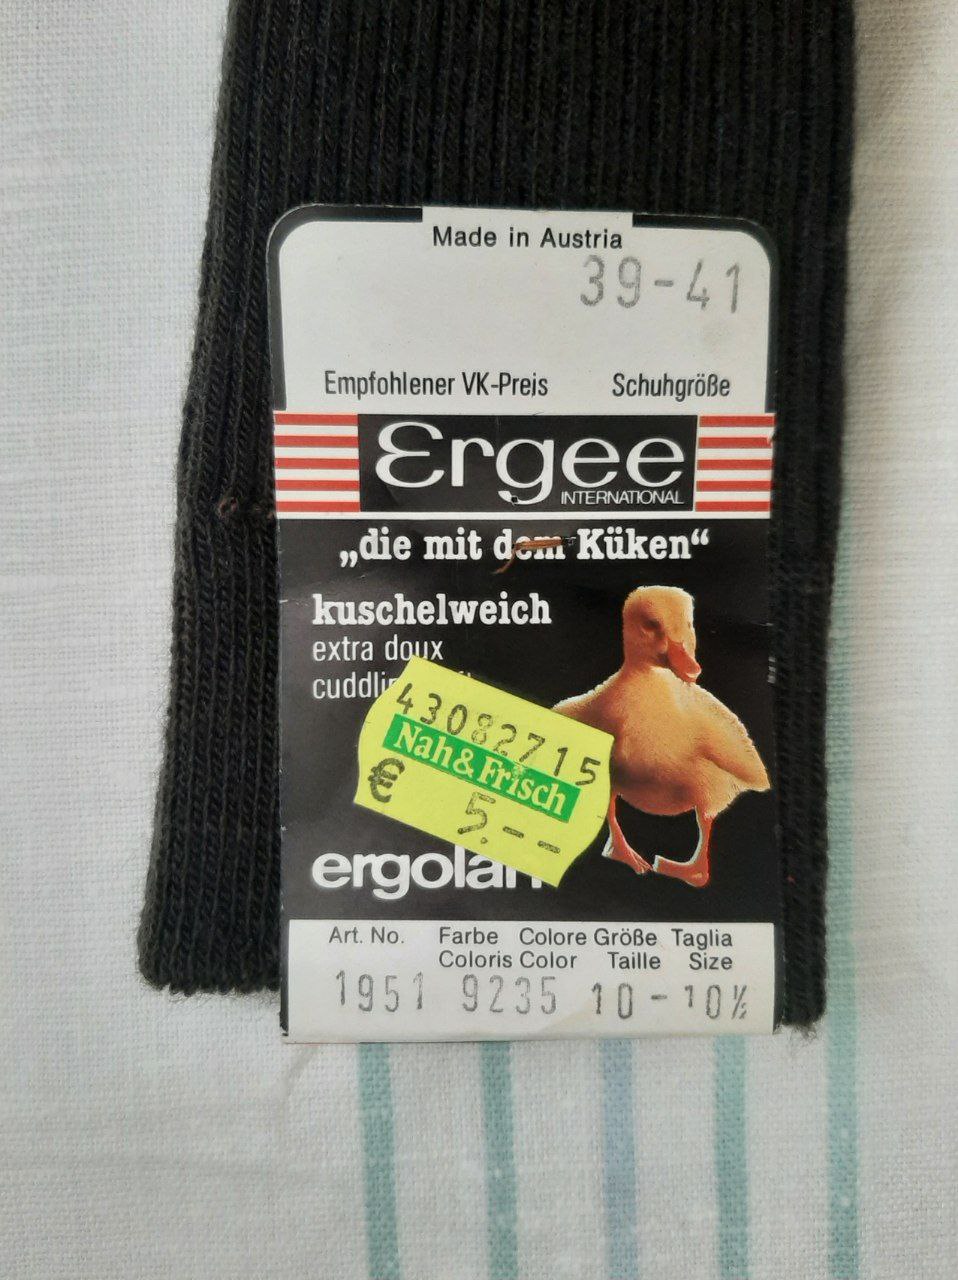 Made in Austria
39-41
Empfohlener VK-Preis Schuhgröße
Ergee
INTERNATIONAL
„die mit dem Küken“
kuschelweich
extra doux
43082715
Nah&Frisch
€ 5.--
Art. No. Farbe Colore Größe Taglia
Coloris Color Taille Size
1951 9235 10-10½